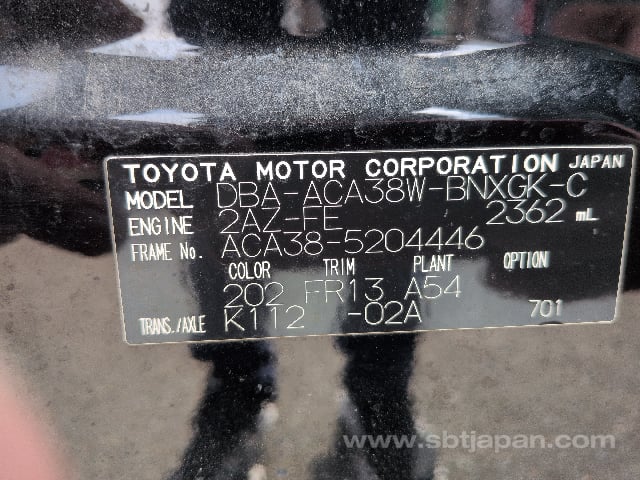 TOYOTA MOTOR CORPORATION JAPAN
MODEL DBA-ACA38W-BNXGK-C
ENGINE 2AZ-FE 2362 mL
FRAME No. ACA38-5204446
COLOR TRIM PLANT OPTION
202 FR13 A54
TRANS./AXLE K112 -02A 701
www.sbtjapan.com